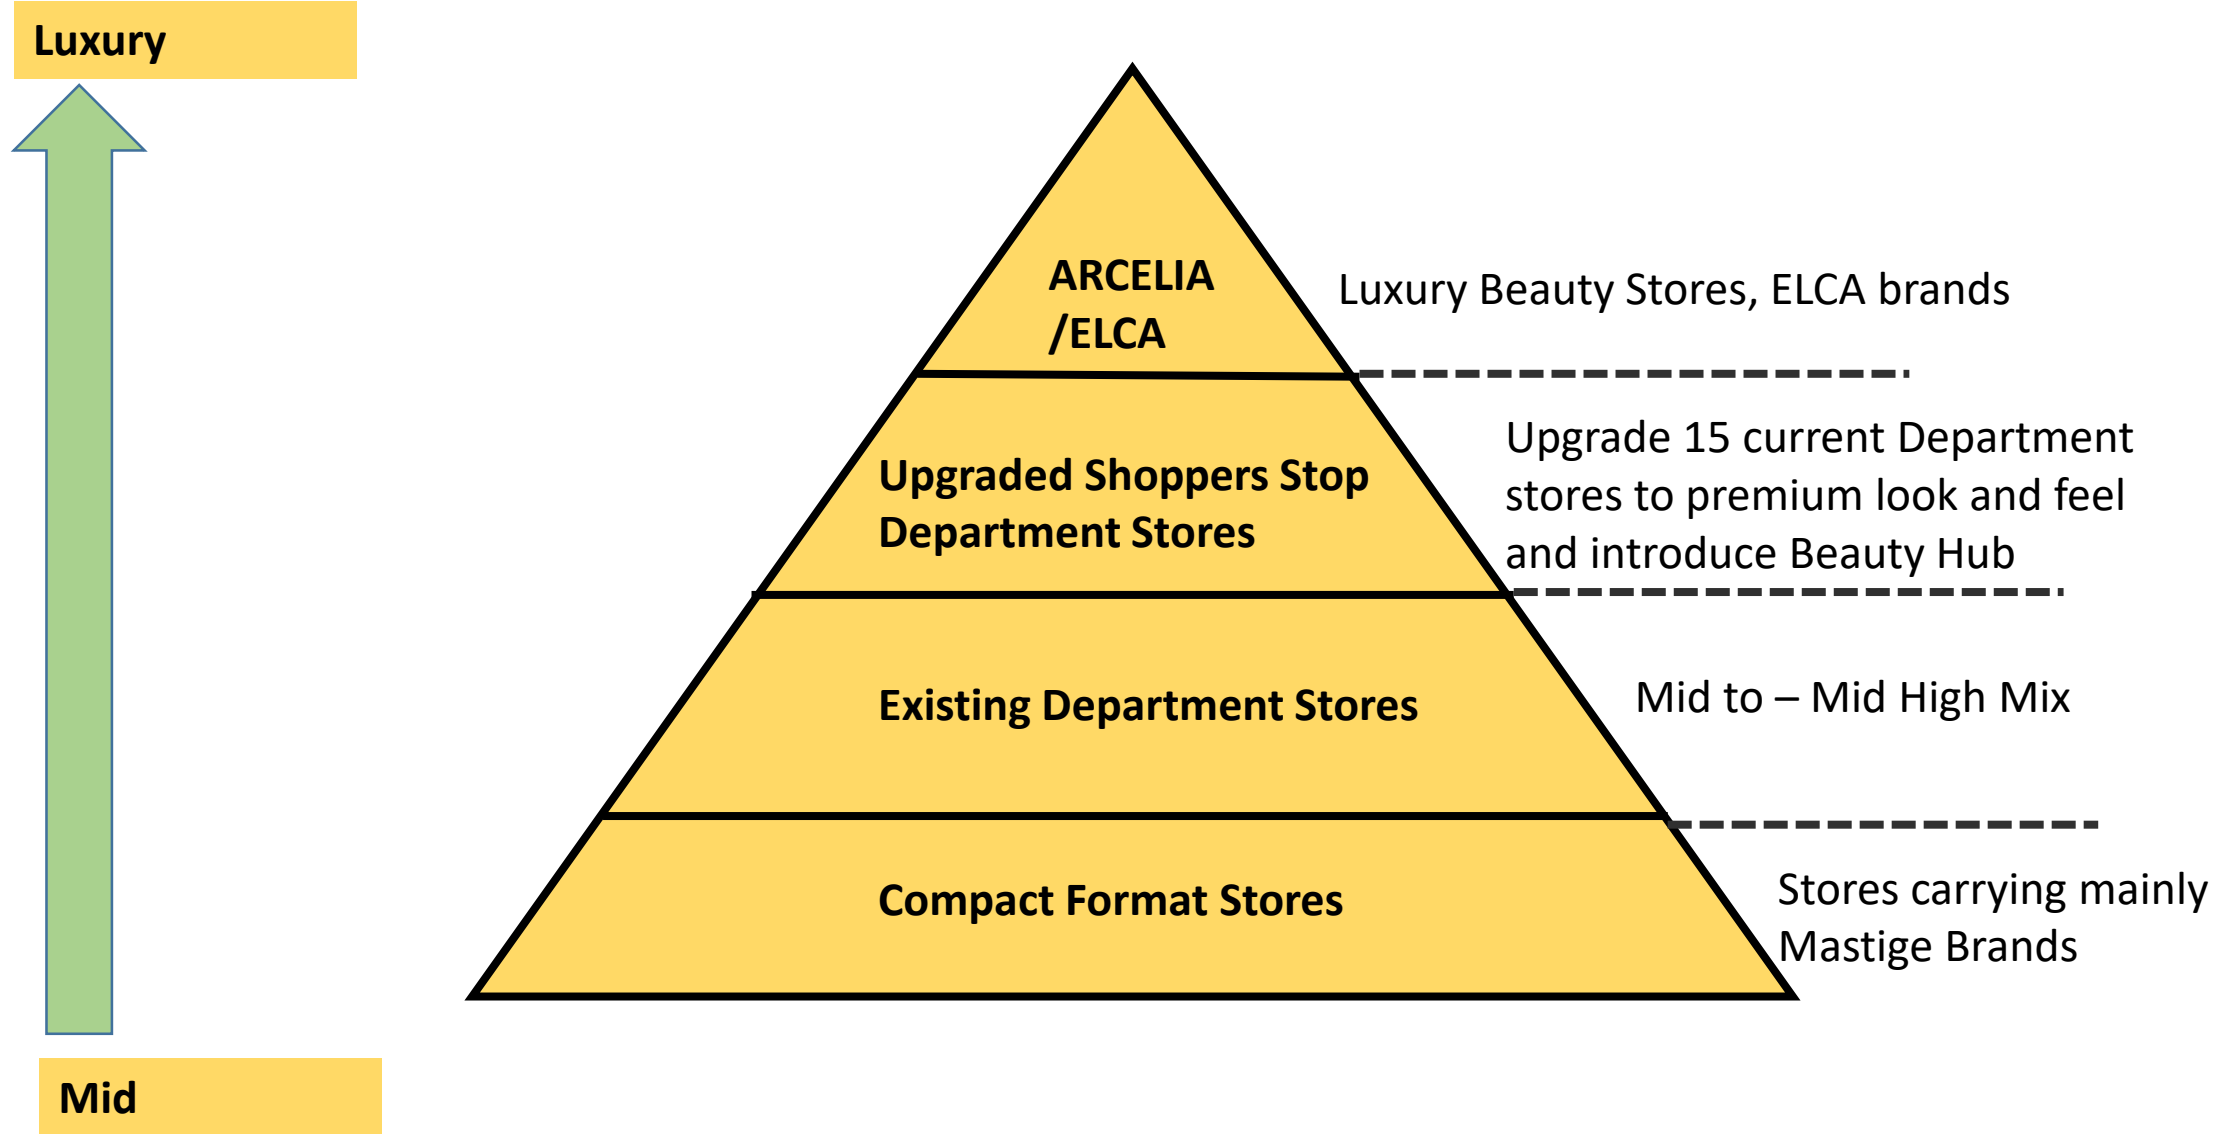 Luxury
ARCELIA
/ELCA
Luxury Beauty Stores, ELCA brands
Upgraded Shoppers Stop
Department Stores
Upgrade 15 current Department
stores to premium look and feel
and introduce Beauty Hub
Existing Department Stores
Mid to – Mid High Mix
Compact Format Stores
Stores carrying mainly
Mastige Brands
Mid